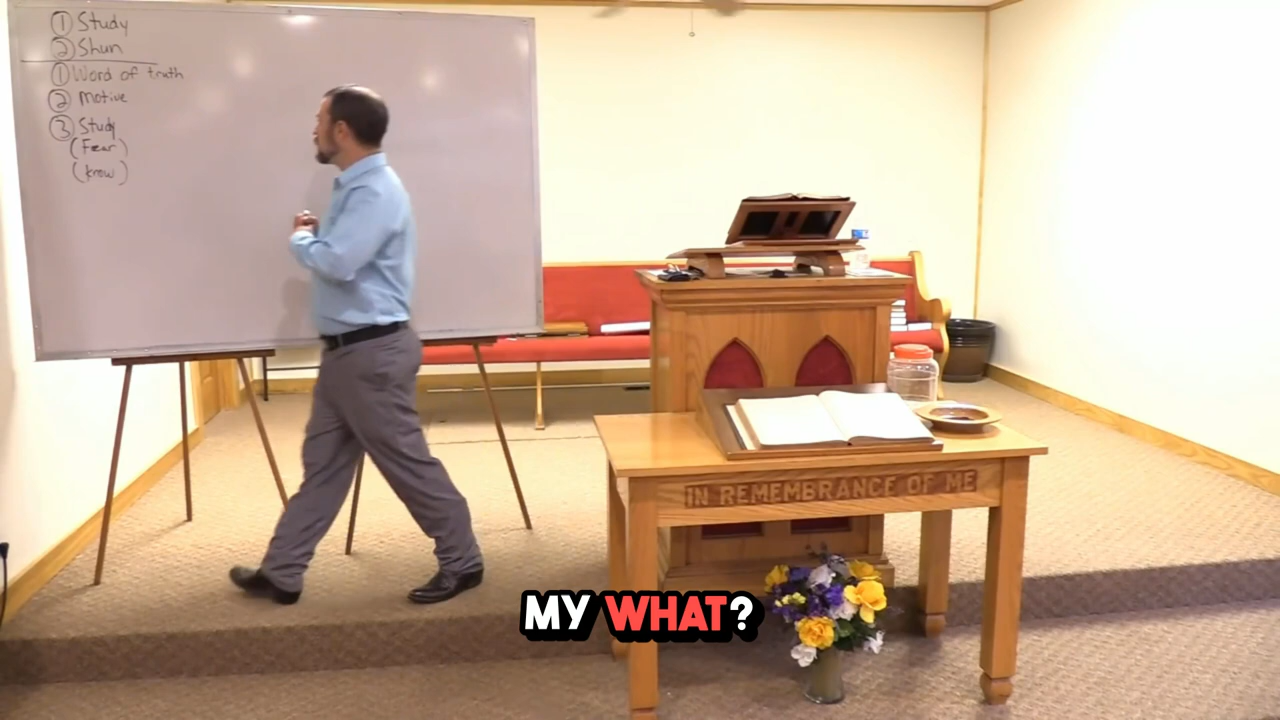 ① Study
② Shun
① Word of truth
② Motive
③ Study
(Fear)
(know)
IN REMEMBRANCE OF ME
MY WHAT?